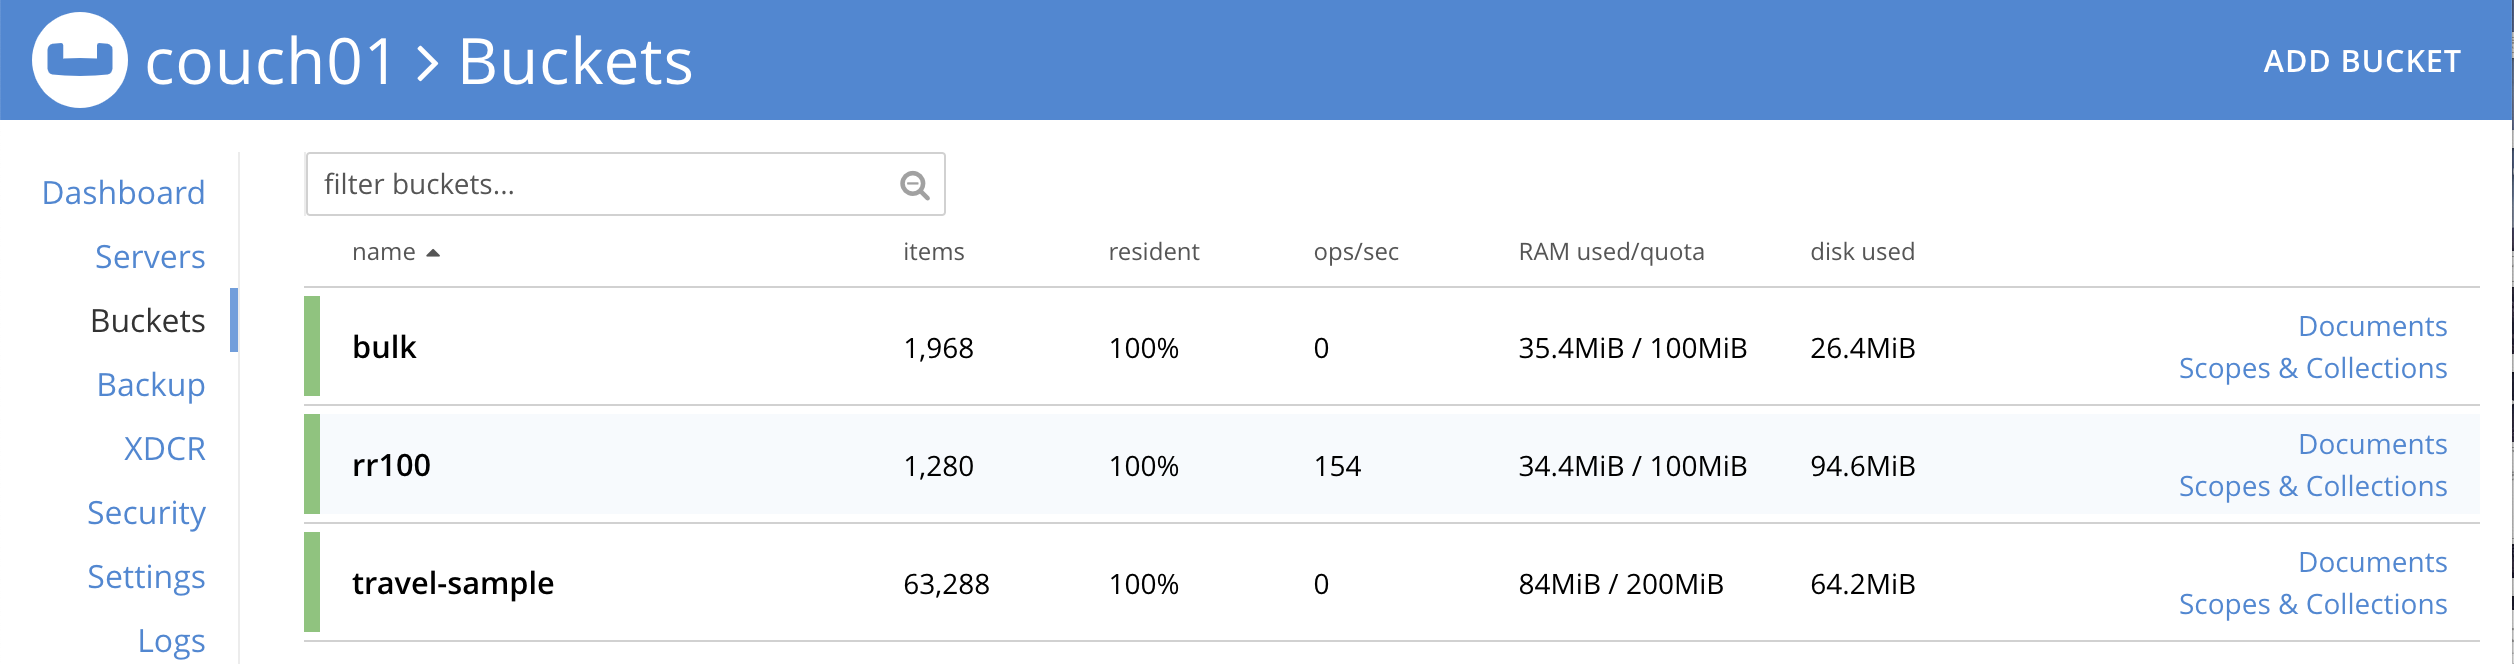 couch01 > Buckets
ADD BUCKET
Dashboard
Servers
Buckets
Backup
XDCR
Security
Settings
Logs
filter buckets...
name items resident ops/sec RAM used/quota disk used
bulk 1,968 100% 0 35.4MiB / 100MiB 26.4MiB
Documents
Scopes & Collections
rr100 1,280 100% 154 34.4MiB / 100MiB 94.6MiB
Documents
Scopes & Collections
travel-sample 63,288 100% 0 84MiB / 200MiB 64.2MiB
Documents
Scopes & Collections